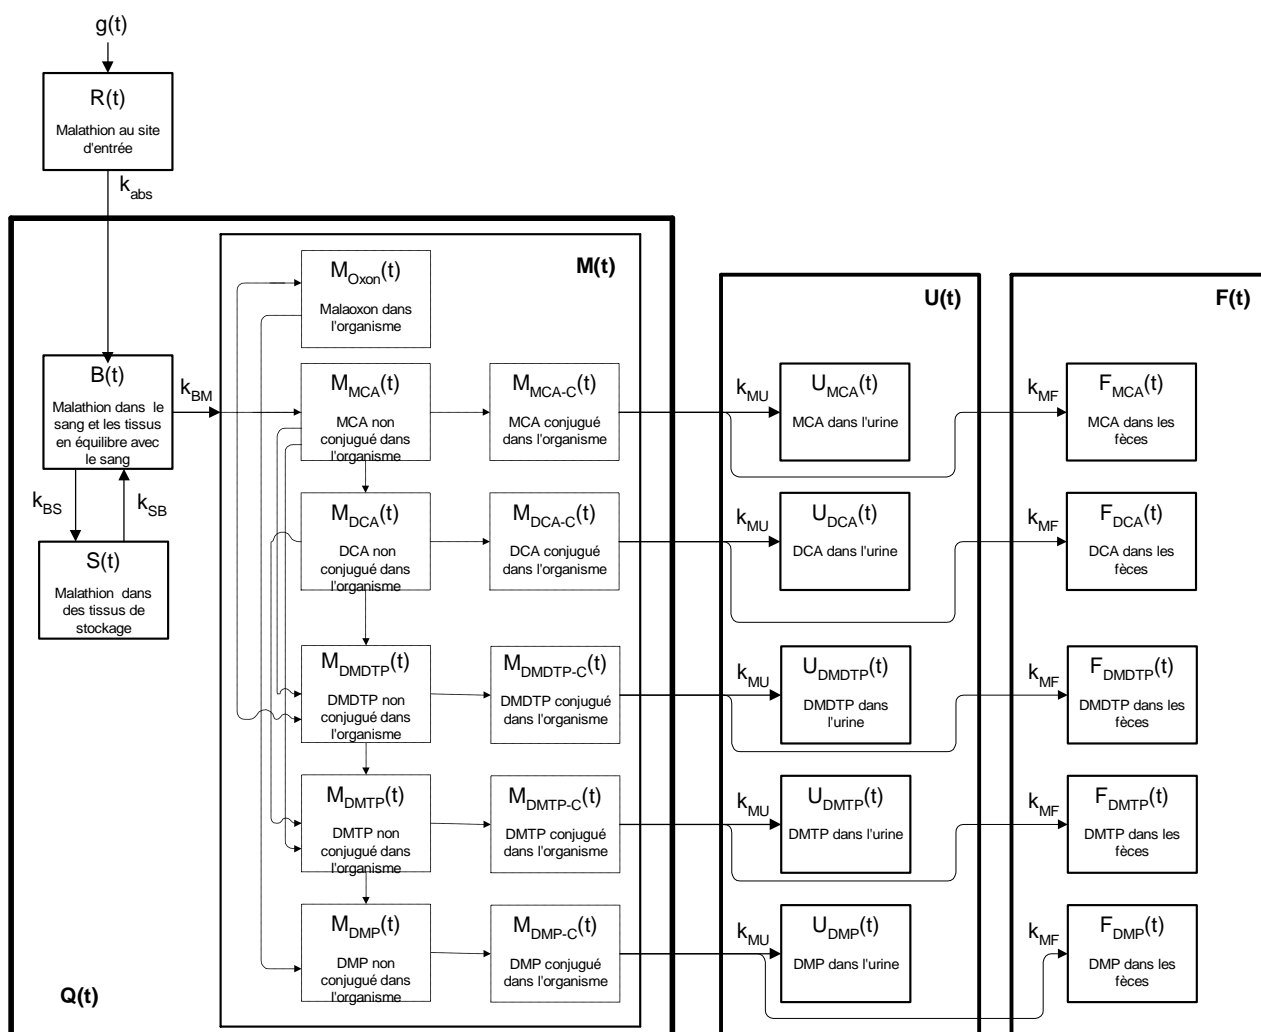 g(t)
R(t)
Malathion au site
d'entrée
k_abs
M(t)
M_Oxon(t)
Malaoxon dans
l'organisme
U(t)
F(t)
B(t)
Malathion dans le
sang et les tissus
en équilibre avec
le sang
k_BM
M_MCA(t)
MCA non
conjugué dans
l'organisme
M_MCA-C(t)
MCA conjugué
dans l'organisme
k_MU
U_MCA(t)
MCA dans l'urine
k_MF
F_MCA(t)
MCA dans les
fèces
k_BS
k_SB
S(t)
Malathion dans
des tissus de
stockage
M_DCA(t)
DCA non
conjugué dans
l'organisme
M_DCA-C(t)
DCA conjugué
dans l'organisme
k_MU
U_DCA(t)
DCA dans l'urine
k_MF
F_DCA(t)
DCA dans les
fèces
M_DMDTP(t)
DMDTP non
conjugué dans
l'organisme
M_DMDTP-C(t)
DMDTP conjugué
dans l'organisme
k_MU
U_DMDTP(t)
DMDTP dans
l'urine
k_MF
F_DMDTP(t)
DMDTP dans les
fèces
M_DMTP(t)
DMTP non
conjugué dans
l'organisme
M_DMTP-C(t)
DMTP conjugué
dans l'organisme
k_MU
U_DMTP(t)
DMTP dans l'urine
k_MF
F_DMTP(t)
DMTP dans les
fèces
M_DMP(t)
DMP non
conjugué dans
l'organisme
M_DMP-C(t)
DMP conjugué
dans l'organisme
k_MU
U_DMP(t)
DMP dans l'urine
k_MF
F_DMP(t)
DMP dans les
fèces
Q(t)